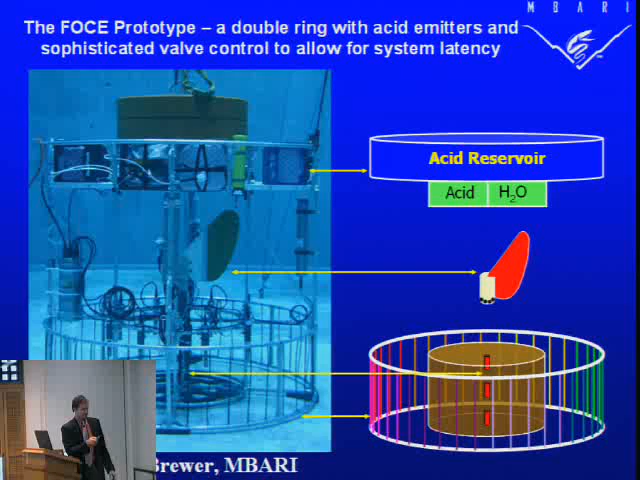 M B A R I
The FOCE Prototype – a double ring with acid emitters and
sophisticated valve control to allow for system latency
Acid Reservoir
Acid H2O
Brewer, MBARI